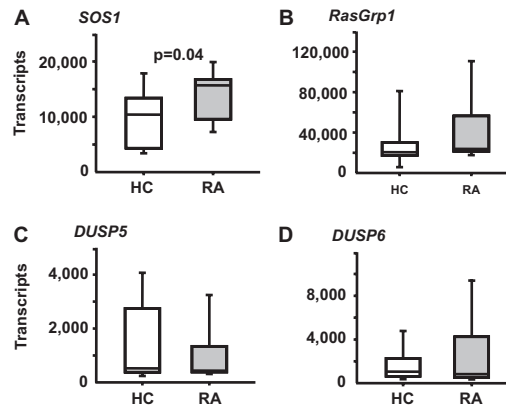 A SOS1
Transcripts
20,000
10,000
0
p=0.04
HC RA
B RasGrp1
120,000
80,000
40,000
0
HC RA
C DUSP5
Transcripts
4,000
2,000
0
HC RA
D DUSP6
8,000
4,000
0
HC RA